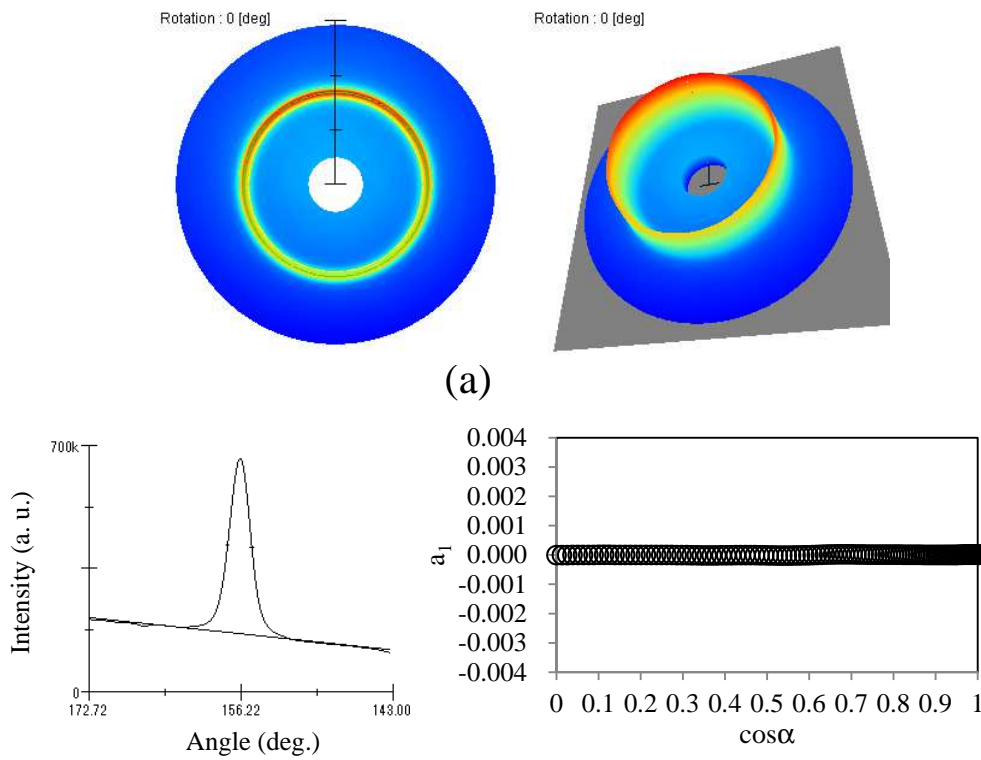 Rotation : 0 [deg]
Rotation : 0 [deg]
(a)
700k
0
172.72
156.22
143.00
Intensity (a. u.)
Angle (deg.)
0.004
0.003
0.002
0.001
0.000
-0.001
-0.002
-0.003
-0.004
a1
0 0.1 0.2 0.3 0.4 0.5 0.6 0.7 0.8 0.9 1
cosα